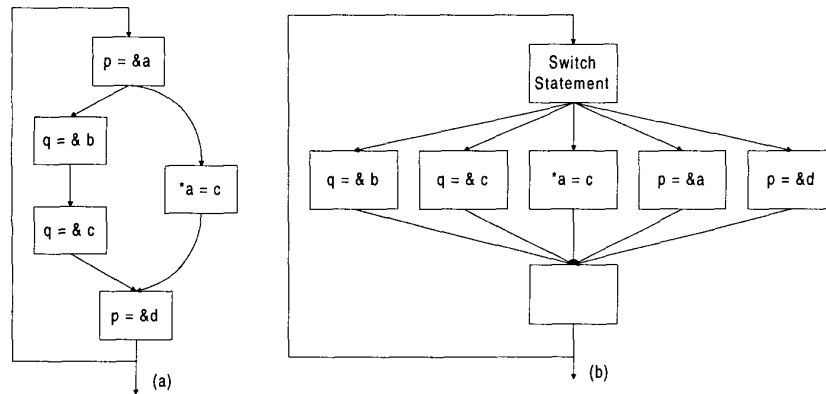 p = &a
q = & b
*a = c
q = & c
p = &d
(a)
Switch
Statement
q = & b
q = & c
*a = c
p = &a
p = &d
(b)